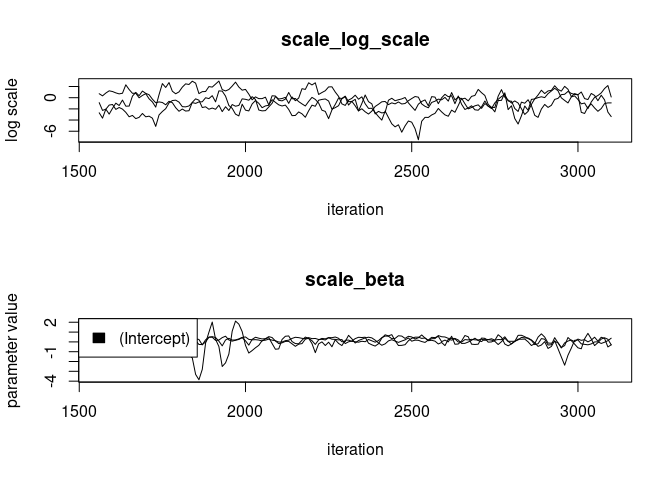 scale_log_scale
log scale
0
-6
1500 2000 2500 3000
iteration
scale_beta
parameter value
2
-1
-4
(Intercept)
1500 2000 2500 3000
iteration